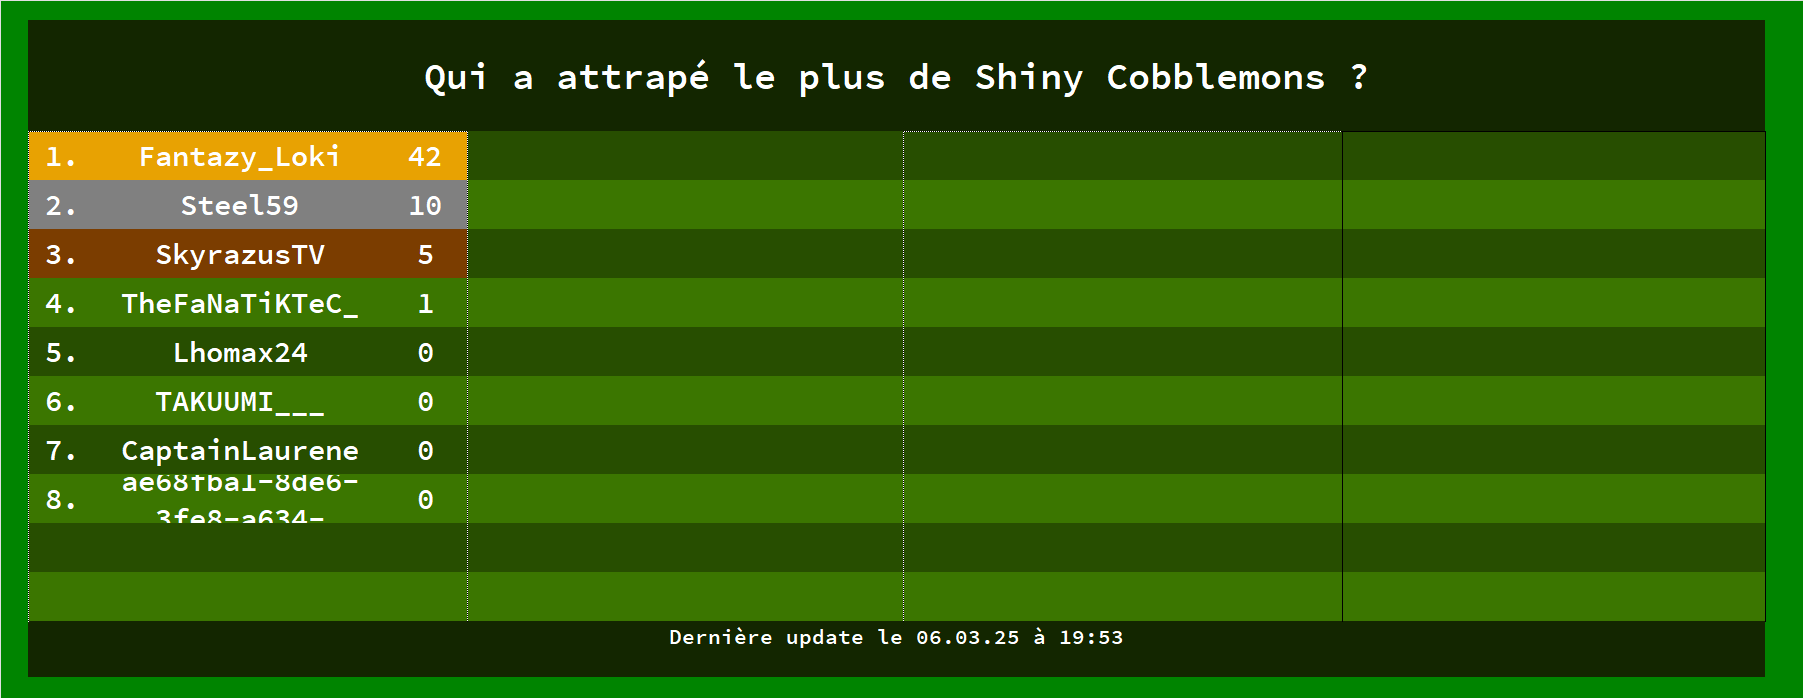 Qui a attrapé le plus de Shiny Cobblemons ?
1. Fantazy_Loki 42
2. Steel59 10
3. SkyrazusTV 5
4. TheFaNaTiKTeC_ 1
5. Lhomax24 0
6. TAKUUMI___ 0
7. CaptainLaurene 0
ae68fba1-8de6-
8. 0
3fe8-a634-
Dernière update le 06.03.25 à 19:53